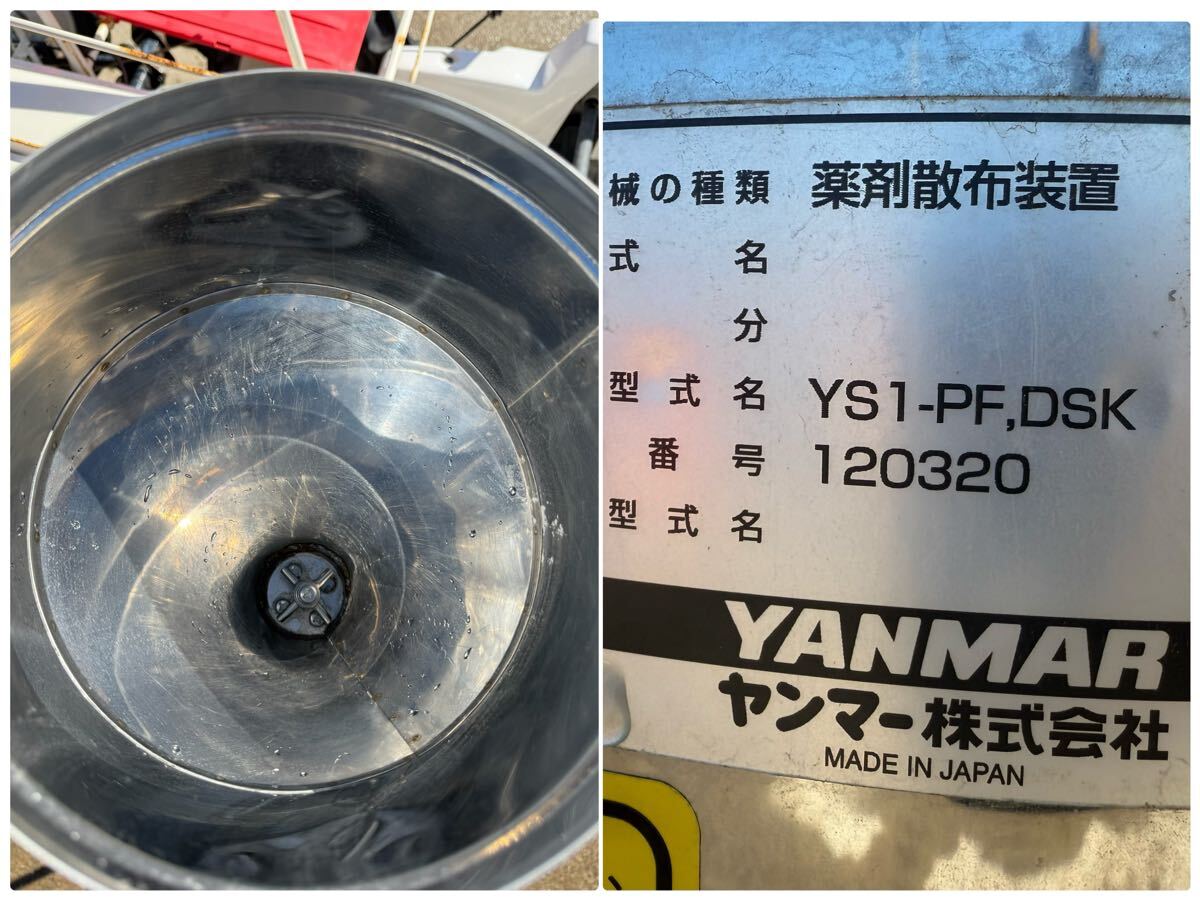 械の種類 薬剤散布装置
式名
分
型式名 YS1-PF,DSK
番号 120320
型式名
YANMAR
ヤンマー株式会社
MADE IN JAPAN